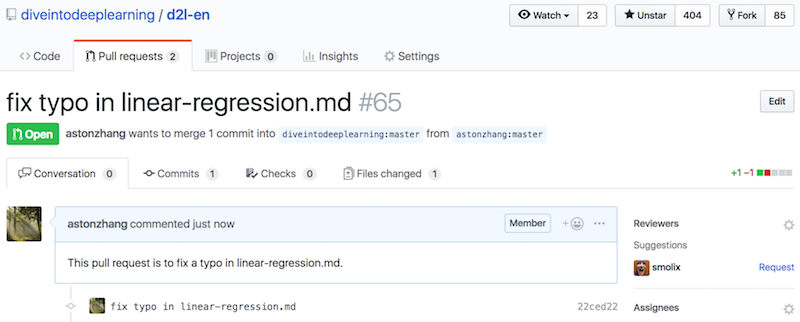 diveintodeeplearning / d2l-en
Watch 23 Unstar 404 Fork 85
Code Pull requests 2 Projects 0 Insights Settings
fix typo in linear-regression.md #65 Edit
Open astonzhang wants to merge 1 commit into diveintodeeplearning:master from astonzhang:master
Conversation 0 Commits 1 Checks 0 Files changed 1 +1 −1
astonzhang commented just now Member
This pull request is to fix a typo in linear-regression.md.
fix typo in linear-regression.md 22ced22
Reviewers
Suggestions
smolix Request
Assignees